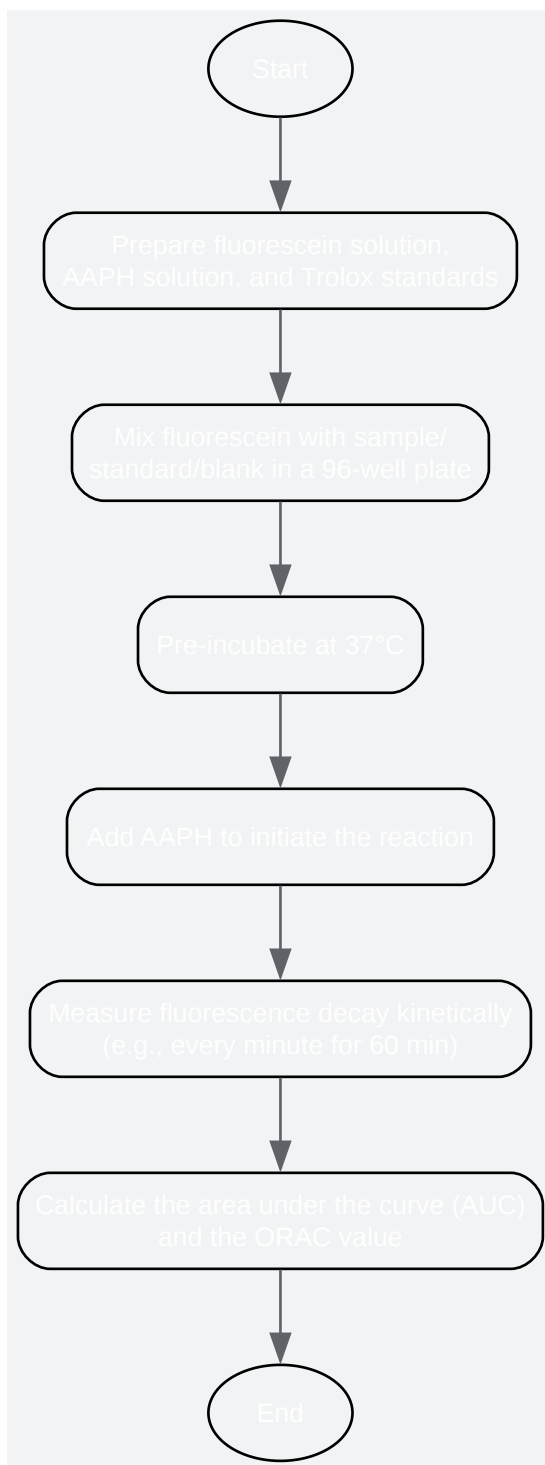 Start
Prepare fluorescein solution,
AAPH solution, and Trolox standards
Mix fluorescein with sample/
standard/blank in a 96-well plate
Pre-incubate at 37°C
Add AAPH to initiate the reaction
Measure fluorescence decay kinetically
(e.g., every minute for 60 min)
Calculate the area under the curve (AUC)
and the ORAC value
End